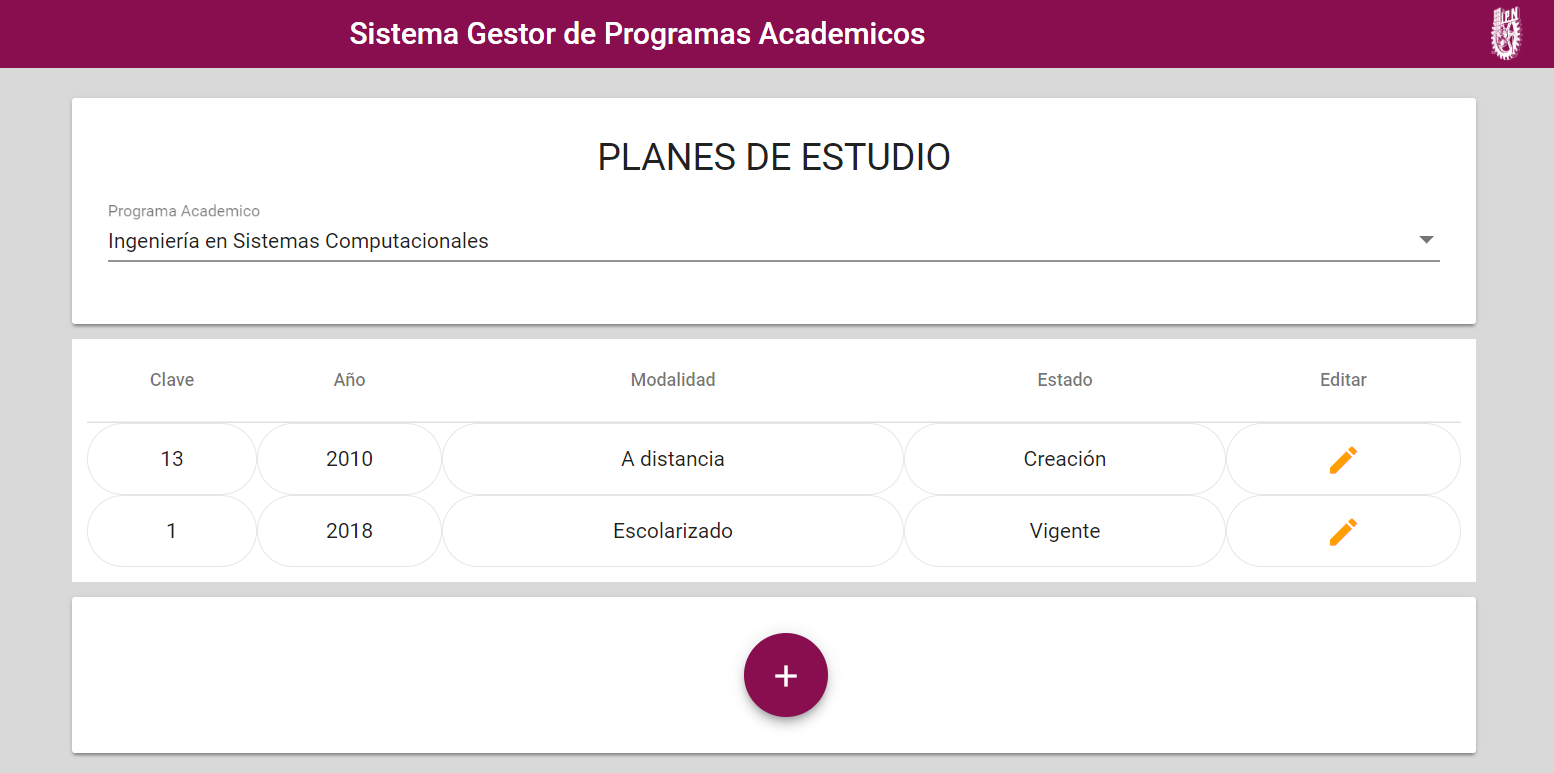 Sistema Gestor de Programas Academicos
IPN
PLANES DE ESTUDIO
Programa Academico
Ingeniería en Sistemas Computacionales
Clave Año Modalidad Estado Editar
13 2010 A distancia Creación
1 2018 Escolarizado Vigente
+